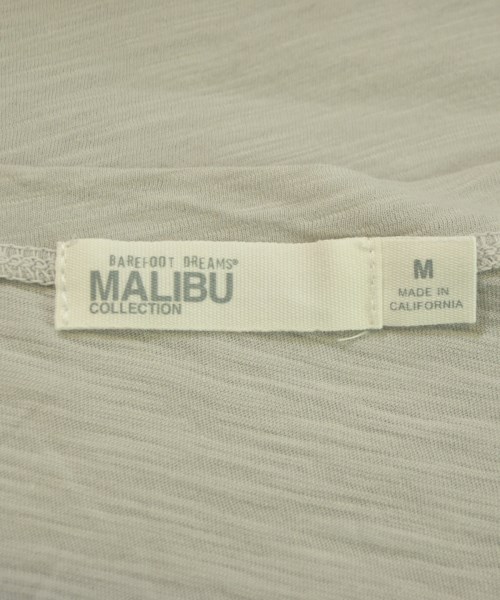 BAREFOOT DREAMS®
MALIBU
COLLECTION
M
MADE IN
CALIFORNIA